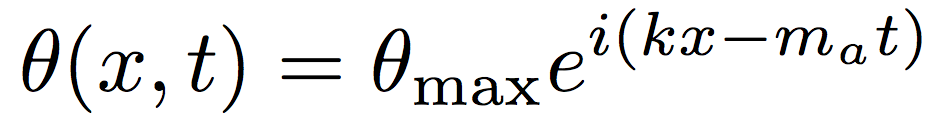 θ(x, t) = θ_max e^{i(kx−m_a t)}